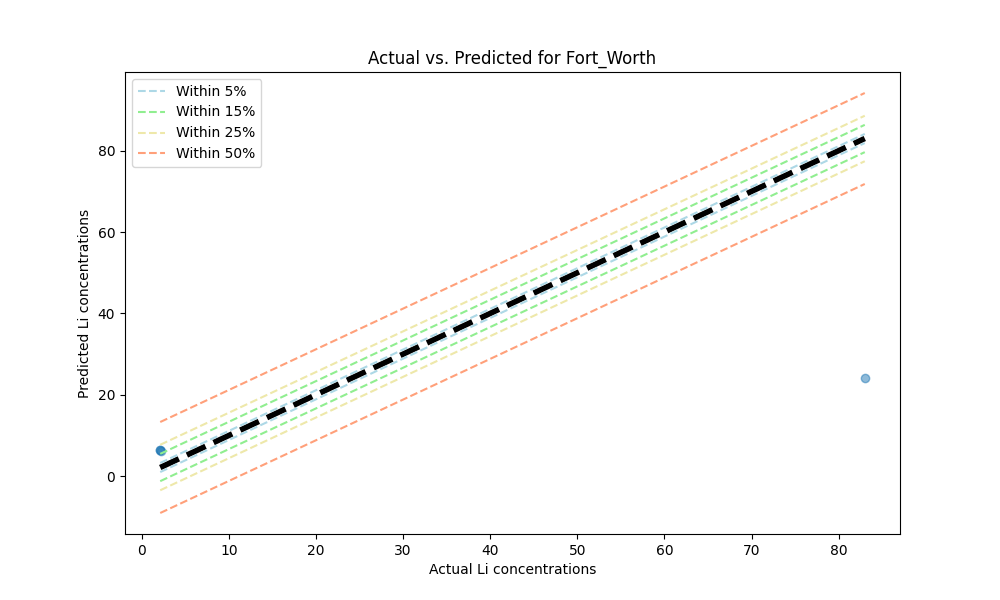 Actual vs. Predicted for Fort_Worth
Within 5%
Within 15%
Within 25%
Within 50%
Predicted Li concentrations
80
60
40
20
0
0 10 20 30 40 50 60 70 80
Actual Li concentrations